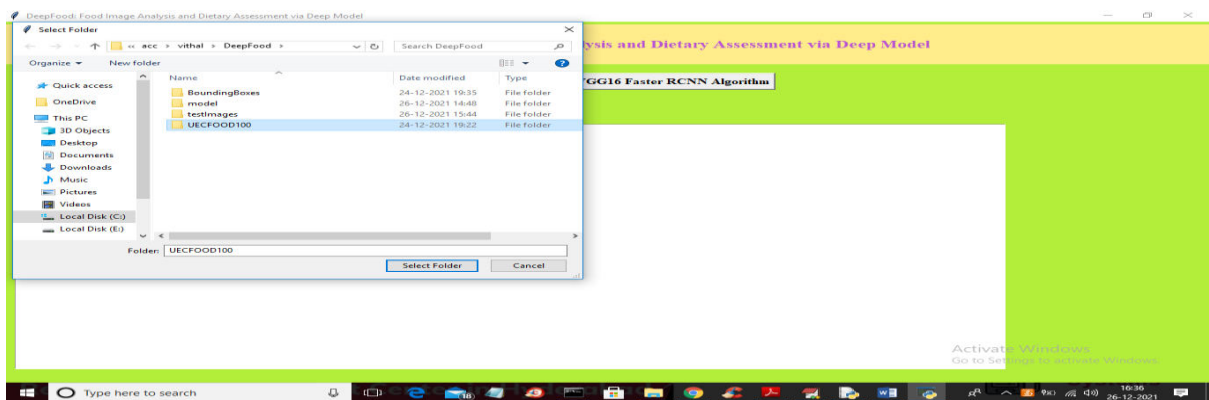 DeepFood: Food Image Analysis and Dietary Assessment via Deep Model
Select Folder
« acc › vithal › DeepFood ›
Search DeepFood
lysis and Dietary Assessment via Deep Model
Organize
New folder
GG16 Faster RCNN Algorithm
Name
Date modified
Type
Quick access
OneDrive
This PC
3D Objects
Desktop
Documents
Downloads
Music
Pictures
Videos
Local Disk (C:)
Local Disk (E:)
BoundingBoxes 24-12-2021 19:35 File folder
model 26-12-2021 14:48 File folder
testImages 26-12-2021 15:44 File folder
UECFOOD100 24-12-2021 19:22 File folder
Folder: UECFOOD100
Select Folder
Cancel
Activate Windows
Go to Settings to activate Windows.
Type here to search
16:36
26-12-2021